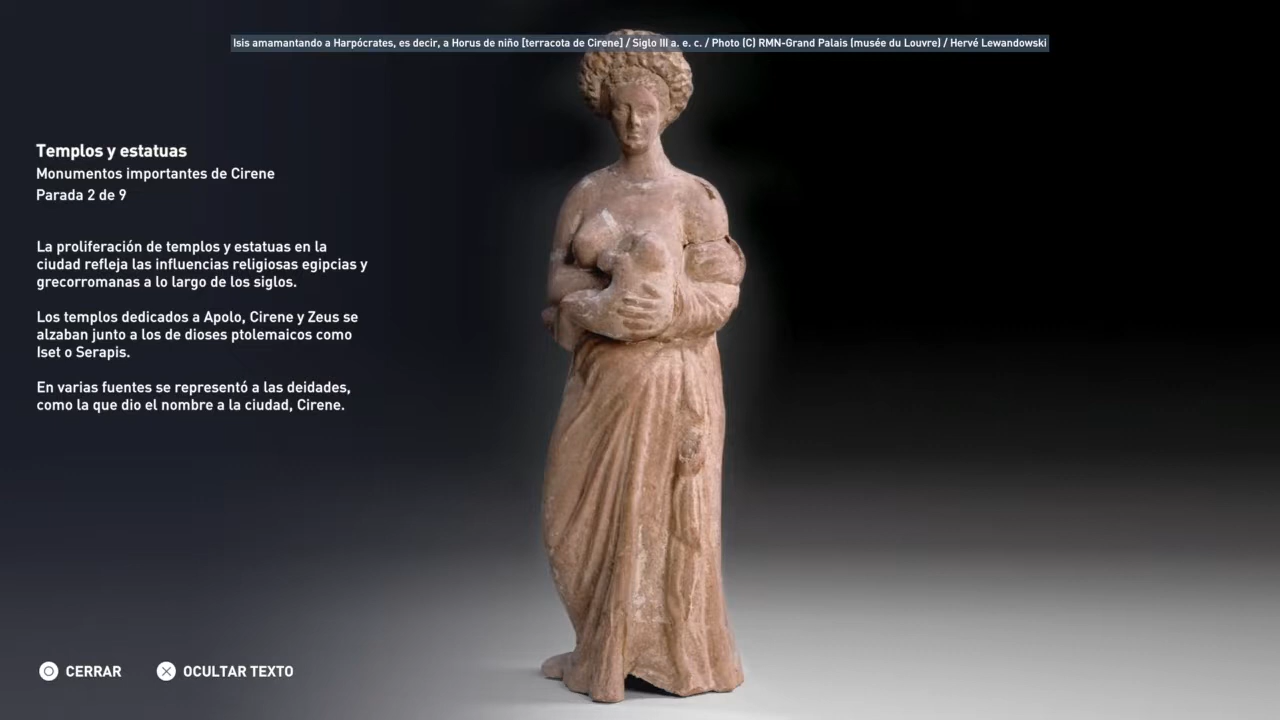 Isis amamantando a Harpócrates, es decir, a Horus de niño [terracota de Cirene] / Siglo III a. e. c. / Photo (C) RMN-Grand Palais (musée du Louvre) / Hervé Lewandowski
Templos y estatuas
Monumentos importantes de Cirene
Parada 2 de 9
La proliferación de templos y estatuas en la
ciudad refleja las influencias religiosas egipcias y
grecorromanas a lo largo de los siglos.
Los templos dedicados a Apolo, Cirene y Zeus se
alzaban junto a los de dioses ptolemaicos como
Iset o Serapis.
En varias fuentes se representó a las deidades,
como la que dio el nombre a la ciudad, Cirene.
CERRAR OCULTAR TEXTO